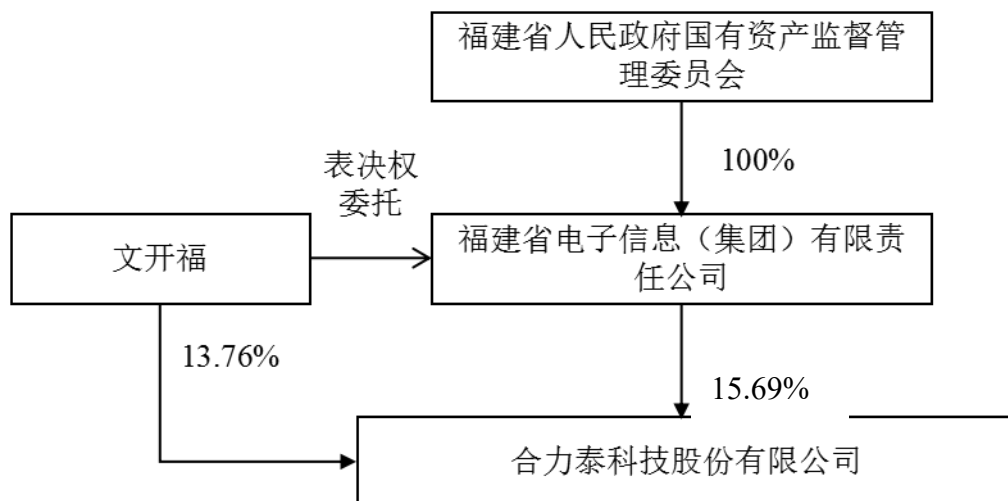 福建省人民政府国有资产监督管
理委员会
100%
表决权
委托
文开福
福建省电子信息（集团）有限责
任公司
13.76%
15.69%
合力泰科技股份有限公司